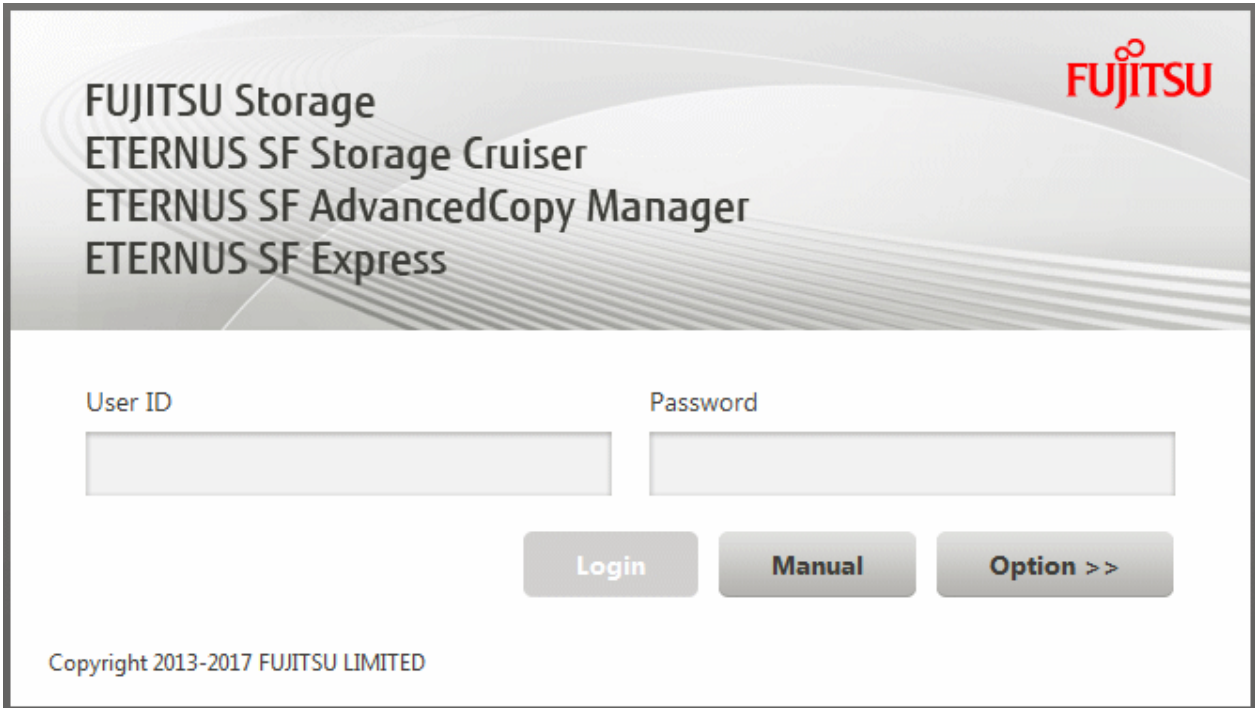 FUJITSU
FUJITSU Storage
ETERNUS SF Storage Cruiser
ETERNUS SF AdvancedCopy Manager
ETERNUS SF Express
User ID
Password
Login
Manual
Option >>
Copyright 2013-2017 FUJITSU LIMITED